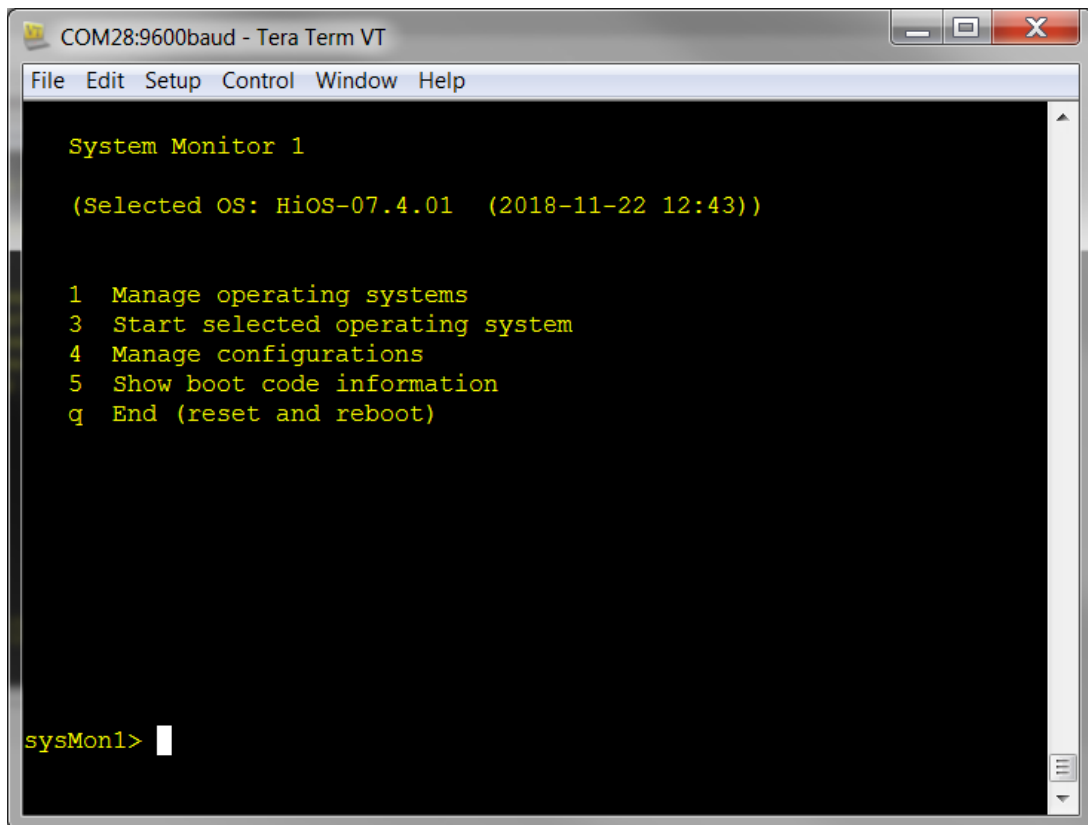 COM28:9600baud - Tera Term VT
File Edit Setup Control Window Help
System Monitor 1
(Selected OS: HiOS-07.4.01  (2018-11-22 12:43))
1  Manage operating systems
3  Start selected operating system
4  Manage configurations
5  Show boot code information
q  End (reset and reboot)
sysMon1>